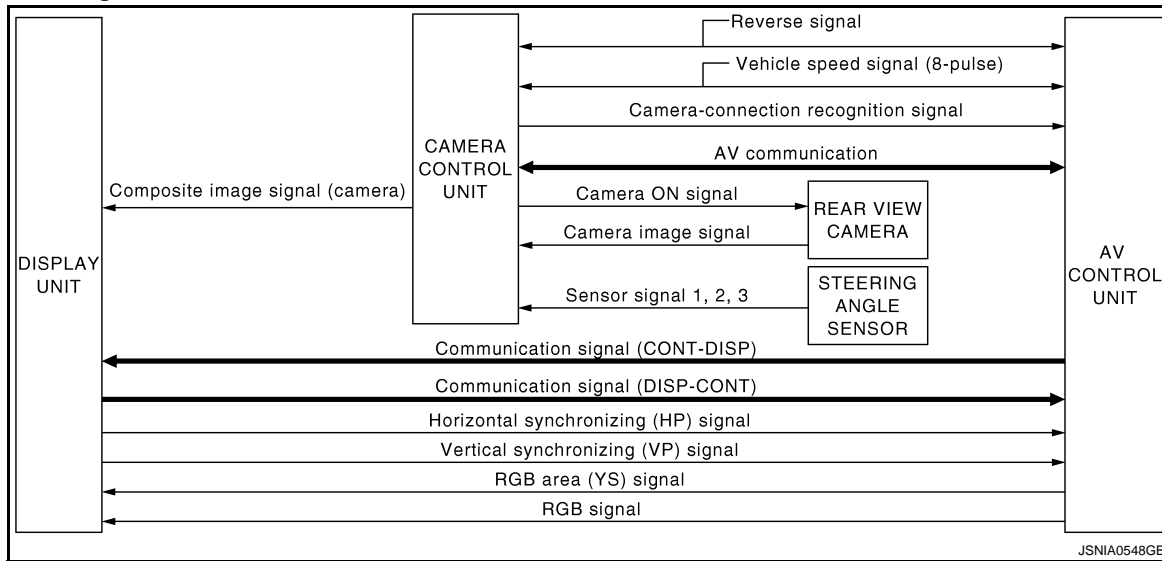 Reverse signal
Vehicle speed signal (8-pulse)
Camera-connection recognition signal
AV communication
CAMERA
CONTROL
UNIT
Composite image signal (camera)
Camera ON signal
REAR VIEW
CAMERA
Camera image signal
DISPLAY
UNIT
AV
CONTROL
UNIT
Sensor signal 1, 2, 3
STEERING
ANGLE
SENSOR
Communication signal (CONT-DISP)
Communication signal (DISP-CONT)
Horizontal synchronizing (HP) signal
Vertical synchronizing (VP) signal
RGB area (YS) signal
RGB signal